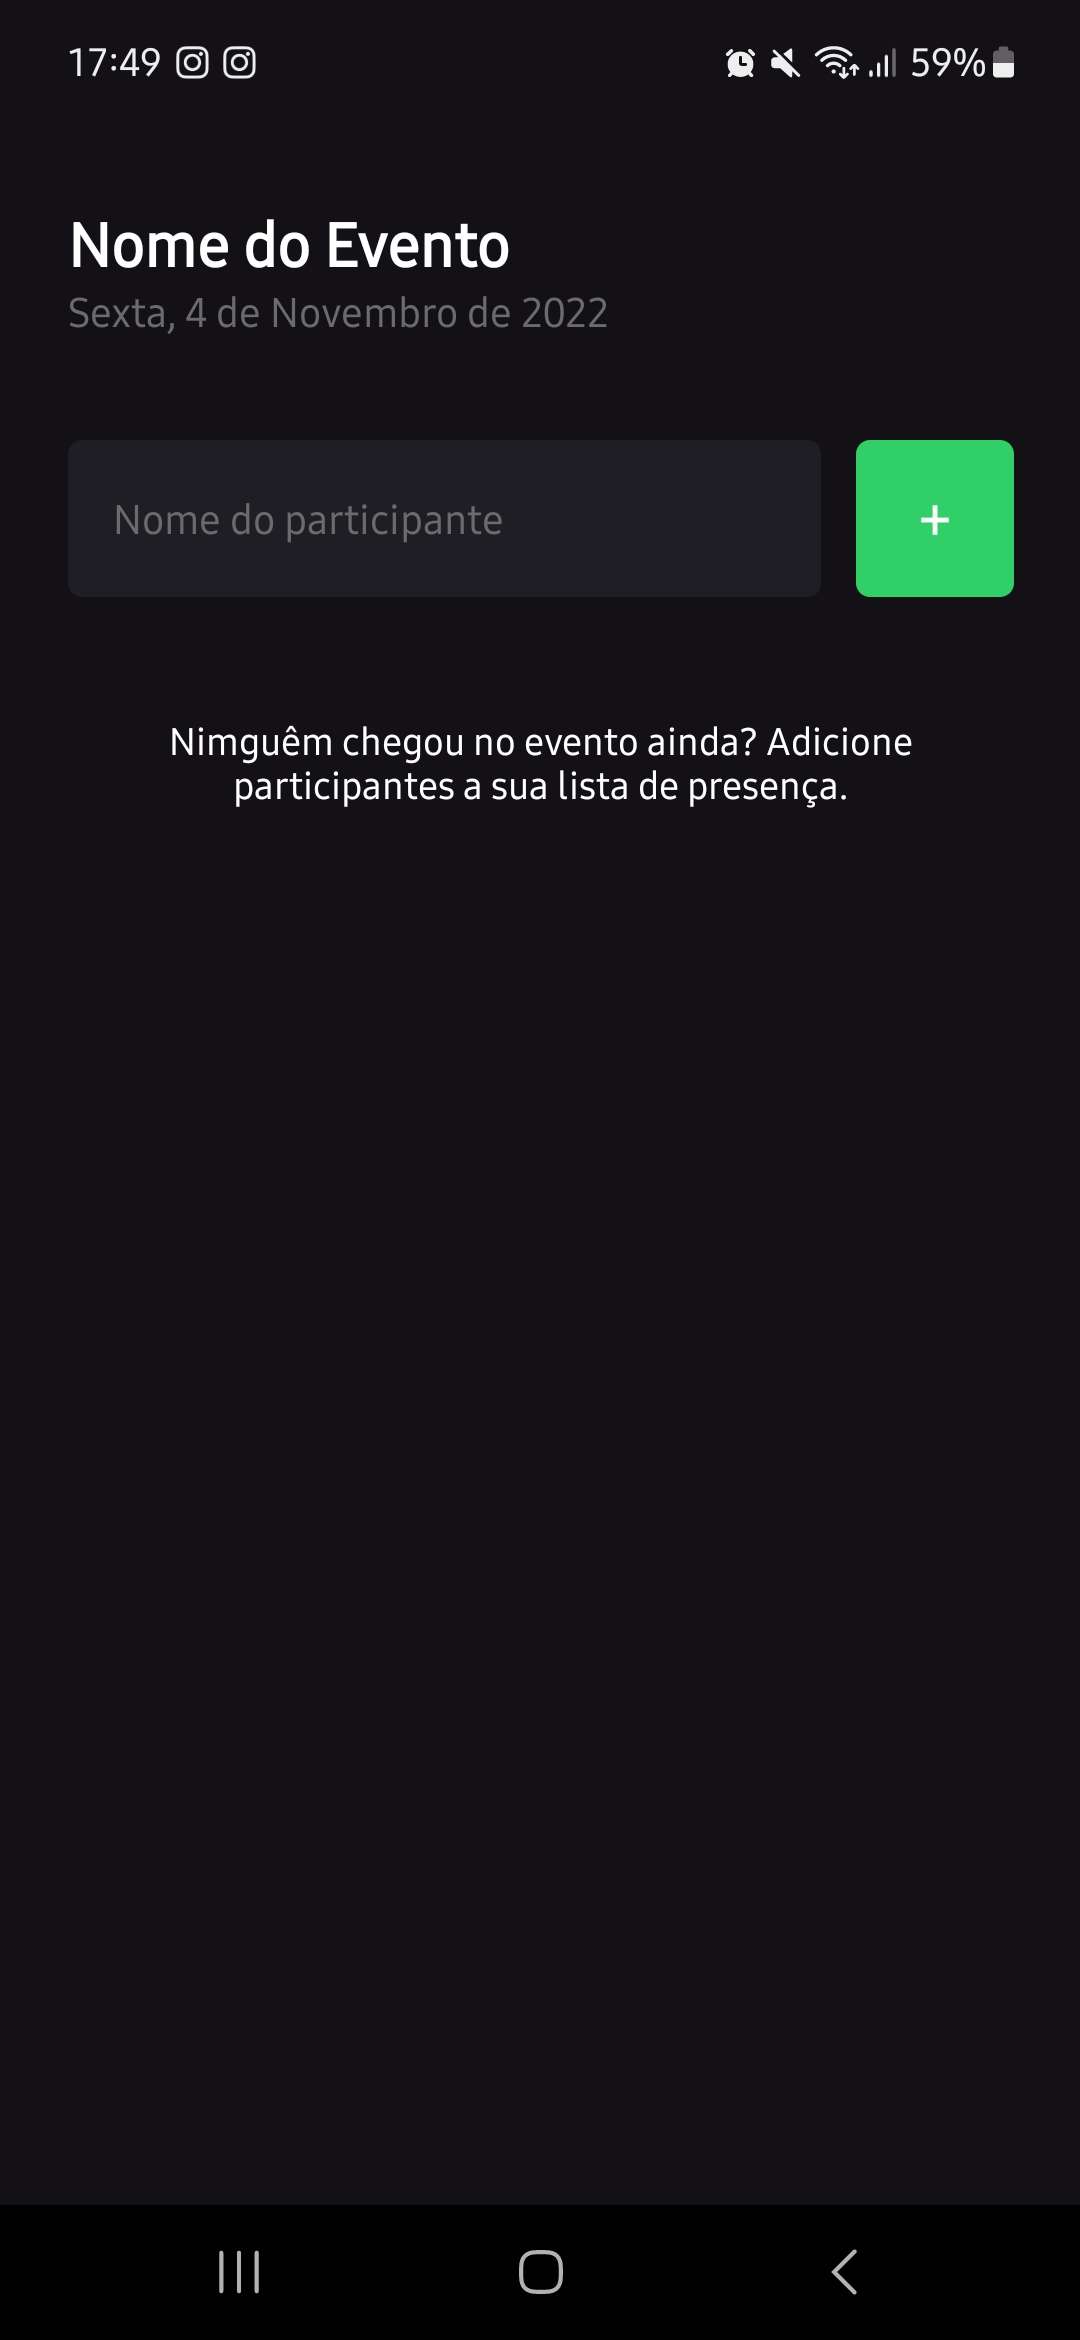 17:49 59%
Nome do Evento
Sexta, 4 de Novembro de 2022
Nome do participante +
Nimguêm chegou no evento ainda? Adicione
participantes a sua lista de presença.